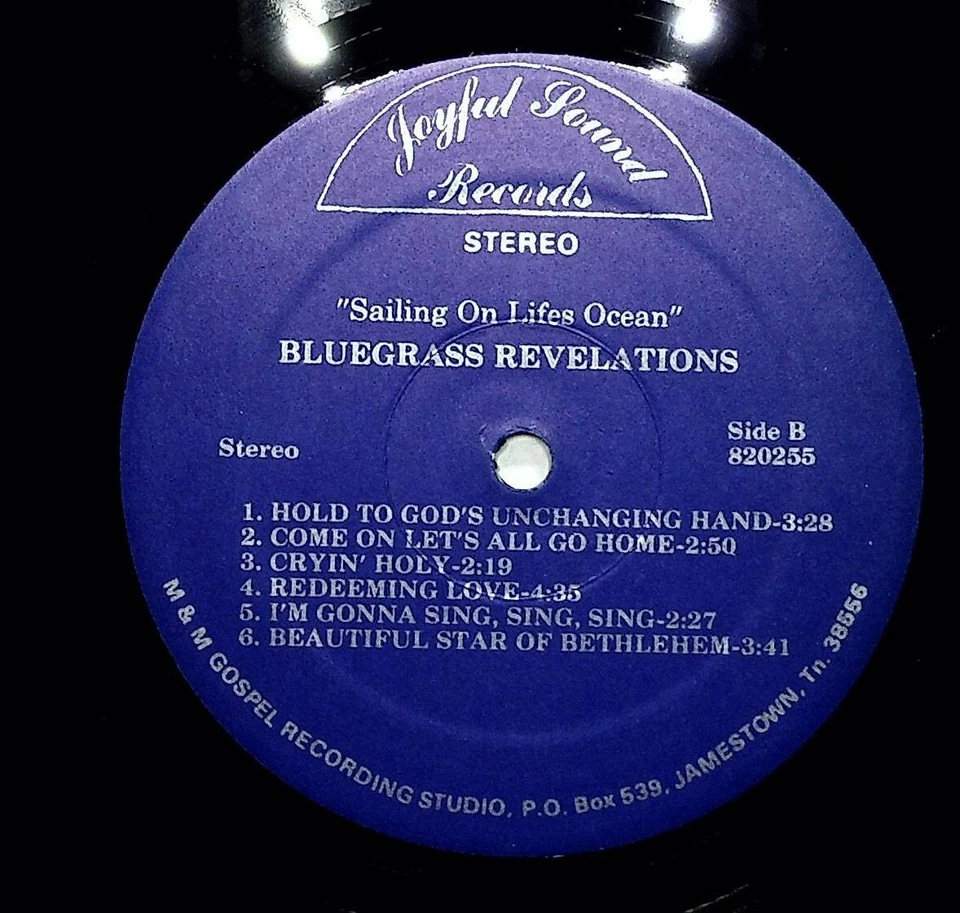 Joyful Sound
Records
STEREO
"Sailing On Lifes Ocean"
BLUEGRASS REVELATIONS
Stereo
Side B
820255
1. HOLD TO GOD'S UNCHANGING HAND-3:28
2. COME ON LET'S ALL GO HOME-2:50
3. CRYIN' HOLY-2:19
4. REDEEMING LOVE-4:35
5. I'M GONNA SING, SING, SING-2:27
6. BEAUTIFUL STAR OF BETHLEHEM-3:41
M & M GOSPEL RECORDING STUDIO, P.O. Box 539, JAMESTOWN, Tn. 38556